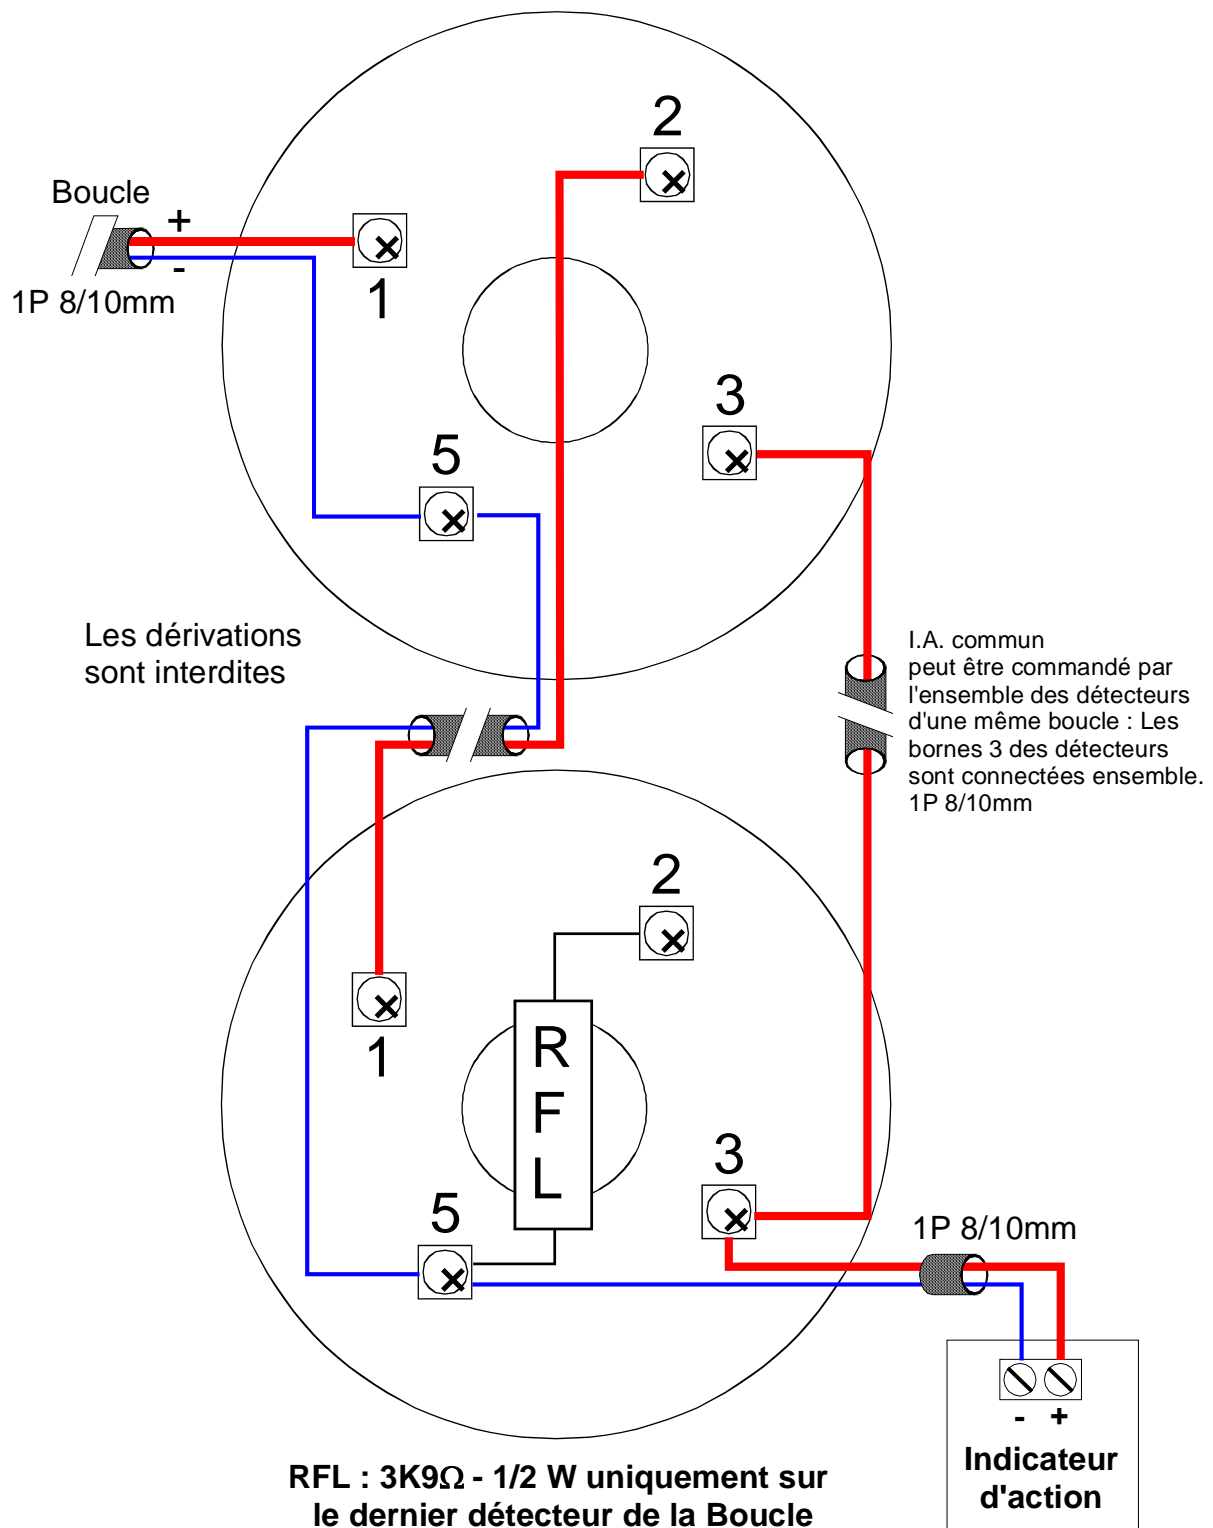 2
Boucle
+
-
1P 8/10mm
1
3
5
Les dérivations
sont interdites
I.A. commun
peut être commandé par
l'ensemble des détecteurs
d'une même boucle : Les
bornes 3 des détecteurs
sont connectées ensemble.
1P 8/10mm
2
1
R
F
L
3
5
1P 8/10mm
- +
Indicateur
d'action
RFL : 3K9Ω - 1/2 W uniquement sur
le dernier détecteur de la Boucle